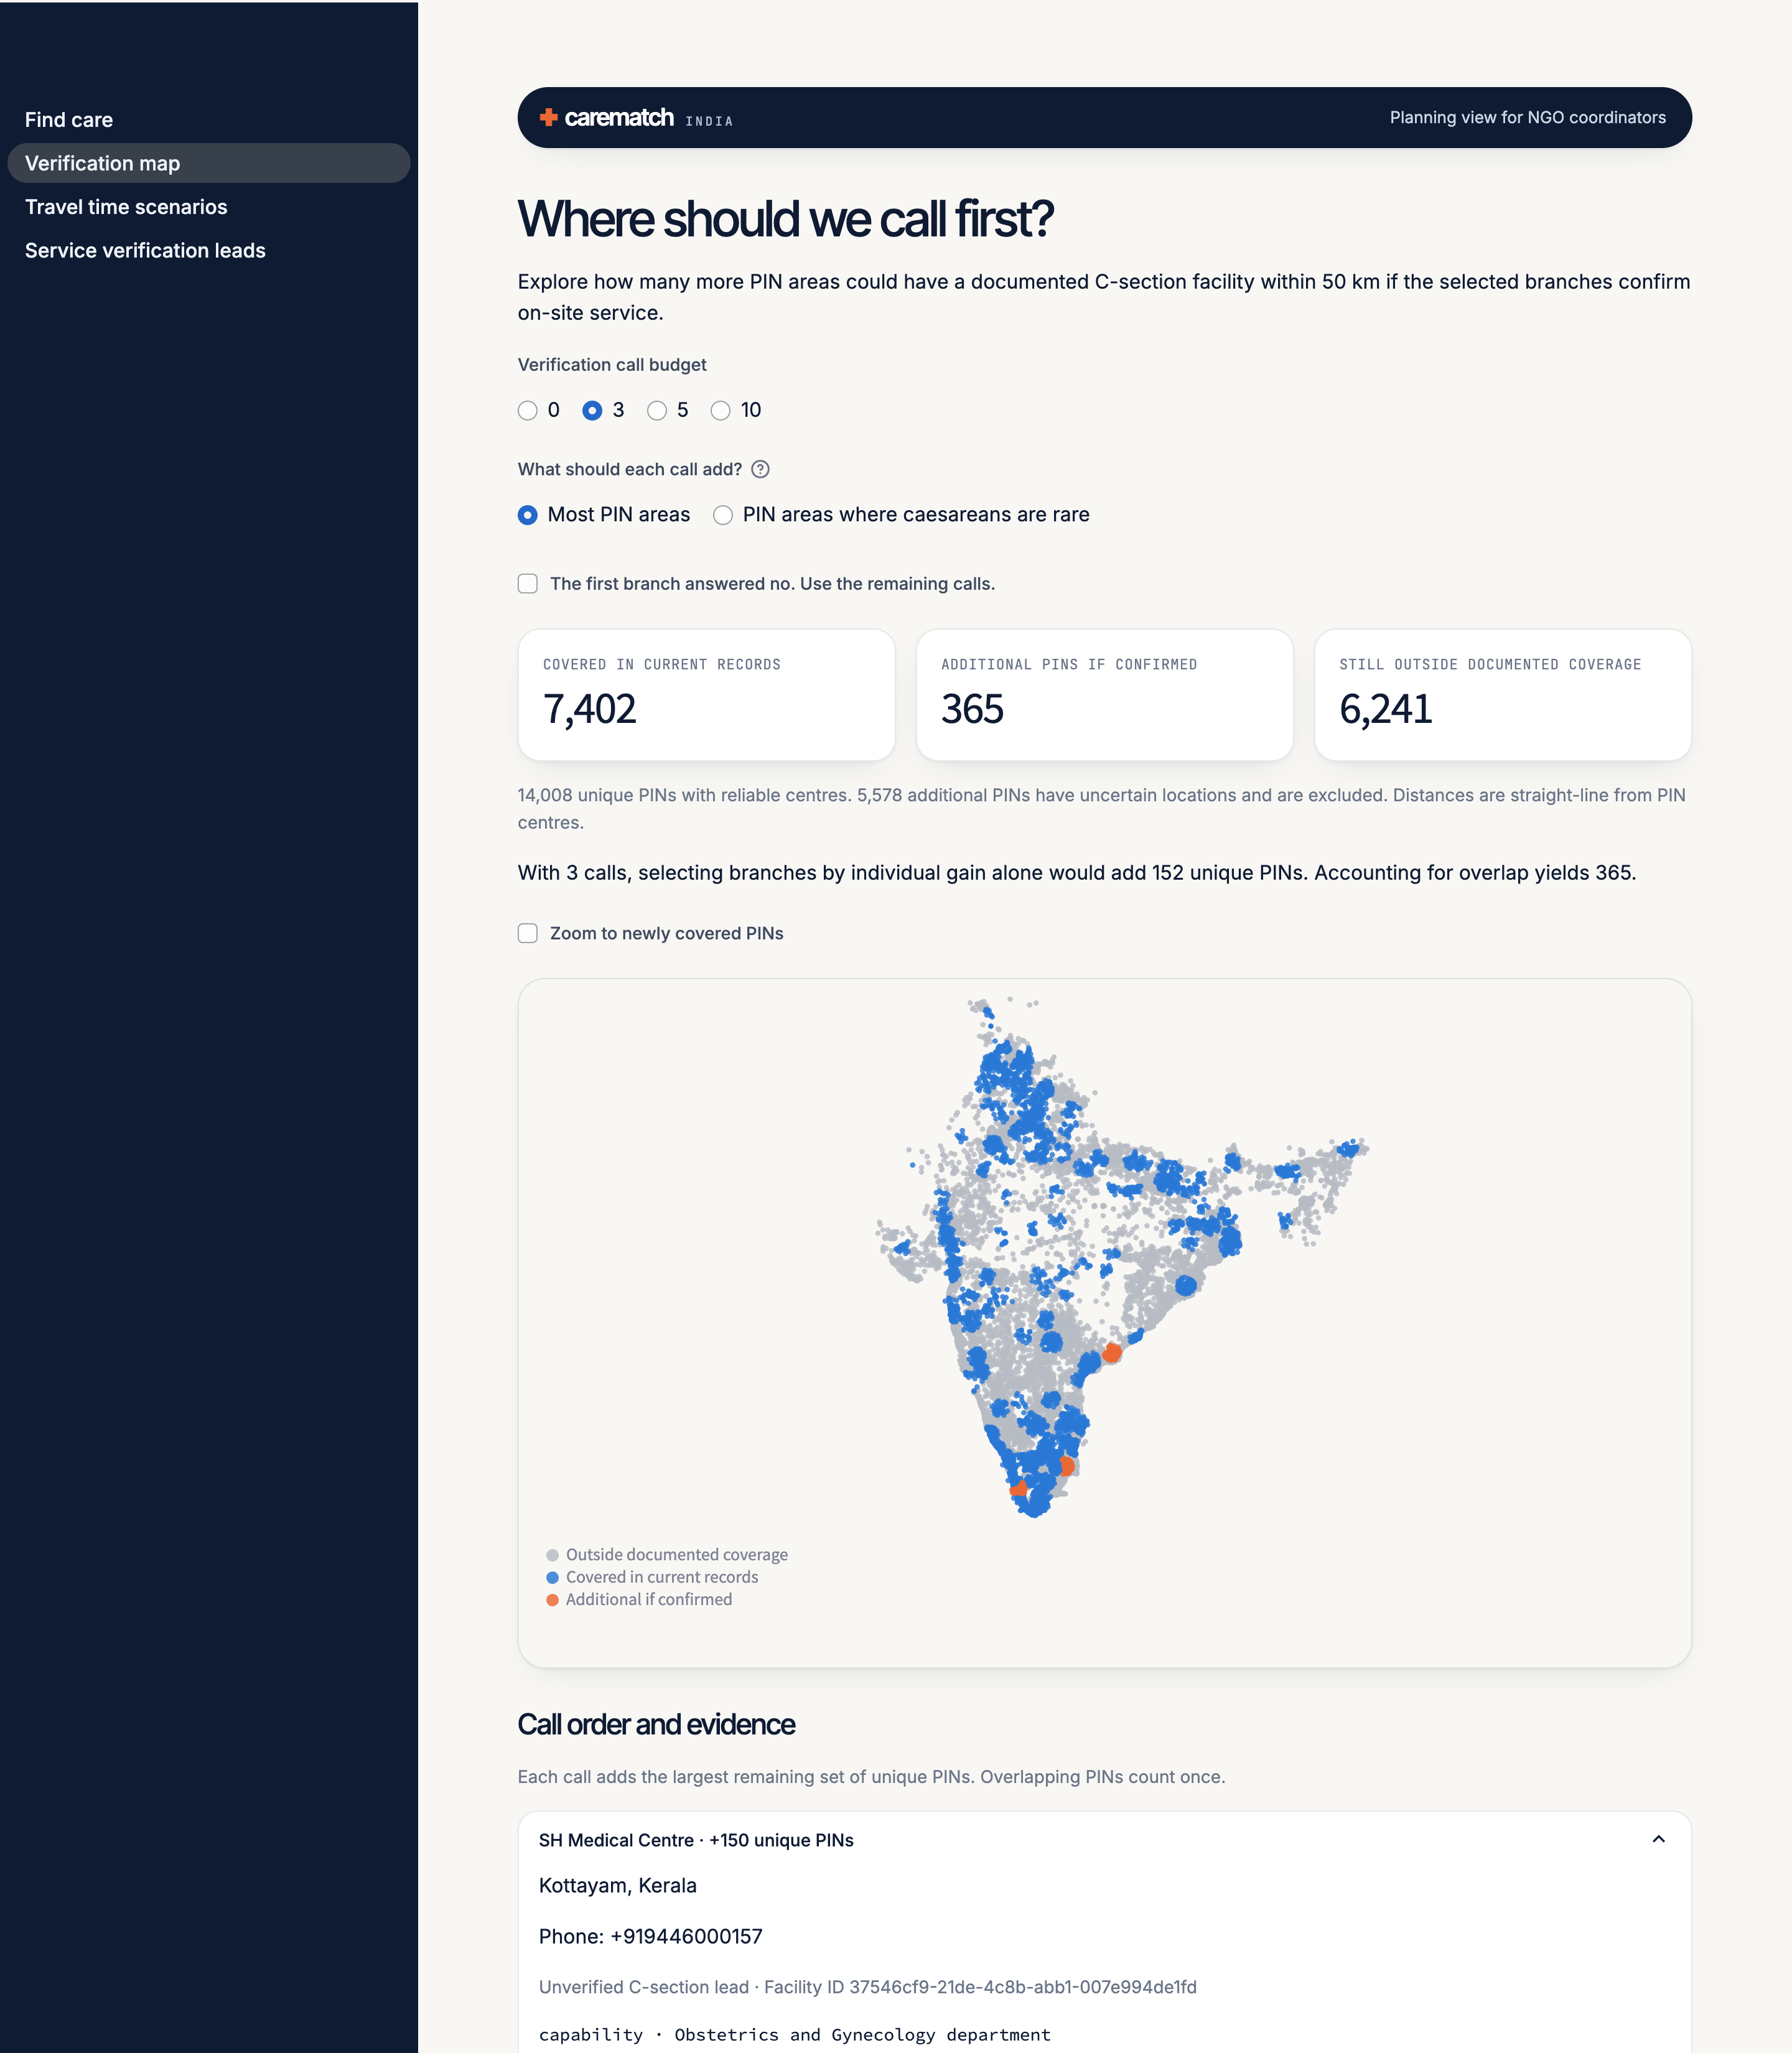 Find care
Verification map
Travel time scenarios
Service verification leads
carematch INDIA
Planning view for NGO coordinators
Where should we call first?
Explore how many more PIN areas could have a documented C-section facility within 50 km if the selected branches confirm
on-site service.
Verification call budget
0 3 5 10
What should each call add? ?
Most PIN areas PIN areas where caesareans are rare
The first branch answered no. Use the remaining calls.
COVERED IN CURRENT RECORDS
7,402
ADDITIONAL PINS IF CONFIRMED
365
STILL OUTSIDE DOCUMENTED COVERAGE
6,241
14,008 unique PINs with reliable centres. 5,578 additional PINs have uncertain locations and are excluded. Distances are straight-line from PIN
centres.
With 3 calls, selecting branches by individual gain alone would add 152 unique PINs. Accounting for overlap yields 365.
Zoom to newly covered PINs
Outside documented coverage
Covered in current records
Additional if confirmed
Call order and evidence
Each call adds the largest remaining set of unique PINs. Overlapping PINs count once.
SH Medical Centre · +150 unique PINs
Kottayam, Kerala
Phone: +919446000157
Unverified C-section lead · Facility ID 37546cf9-21de-4c8b-abb1-007e994de1fd
capability · Obstetrics and Gynecology department